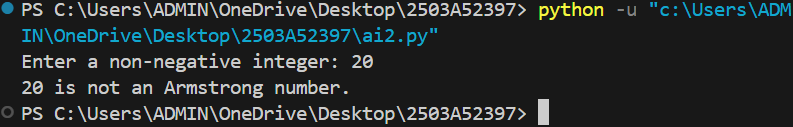 PS C:\Users\ADMIN\OneDrive\Desktop\2503A52397> python -u "c:\Users\ADM
IN\OneDrive\Desktop\2503A52397\ai2.py"
Enter a non-negative integer: 20
20 is not an Armstrong number.
PS C:\Users\ADMIN\OneDrive\Desktop\2503A52397>